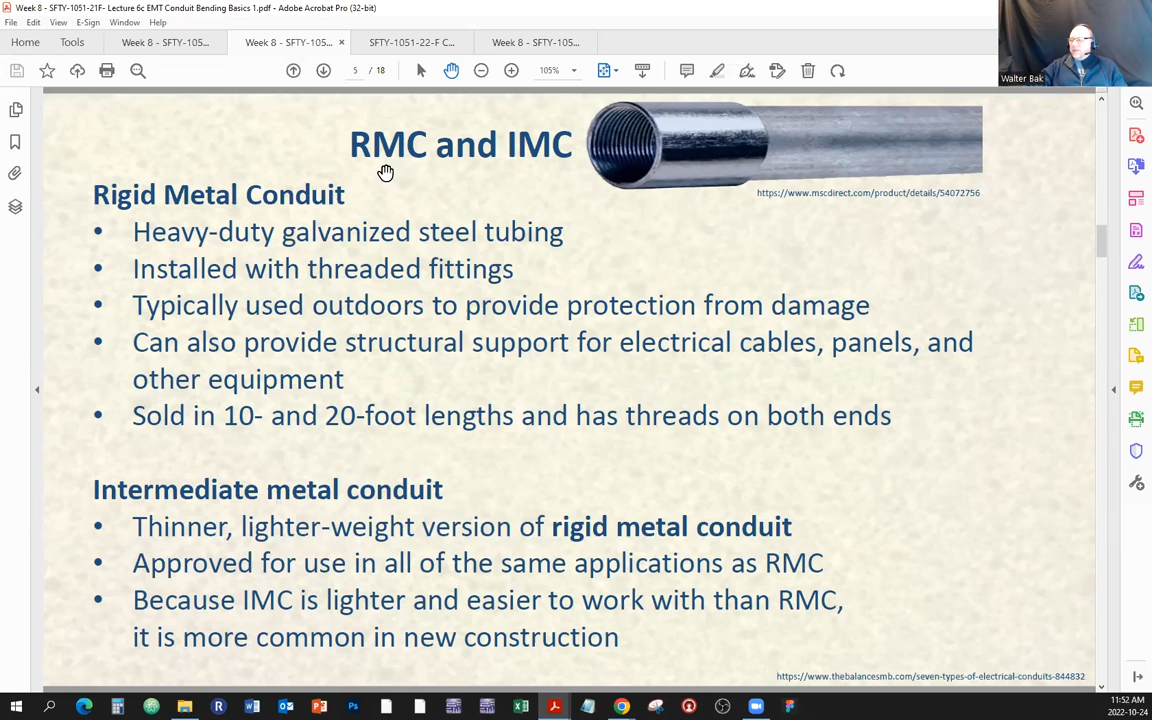 Week 8 - SFTY-1051-21F- Lecture 6c EMT Conduit Bending Basics 1.pdf - Adobe Acrobat Pro (32-bit)
File Edit View E-Sign Window Help
Home Tools Week 8 - SFTY-105... Week 8 - SFTY-105... × SFTY-1051-22-F C... Week 8 - SFTY-105...
5 / 18 105%
Walter Bak
RMC and IMC
https://www.mscdirect.com/product/details/54072756
Rigid Metal Conduit
• Heavy-duty galvanized steel tubing
• Installed with threaded fittings
• Typically used outdoors to provide protection from damage
• Can also provide structural support for electrical cables, panels, and
other equipment
• Sold in 10- and 20-foot lengths and has threads on both ends
Intermediate metal conduit
• Thinner, lighter-weight version of rigid metal conduit
• Approved for use in all of the same applications as RMC
• Because IMC is lighter and easier to work with than RMC,
it is more common in new construction
https://www.thebalancesmb.com/seven-types-of-electrical-conduits-844832
11:52 AM
2022-10-24